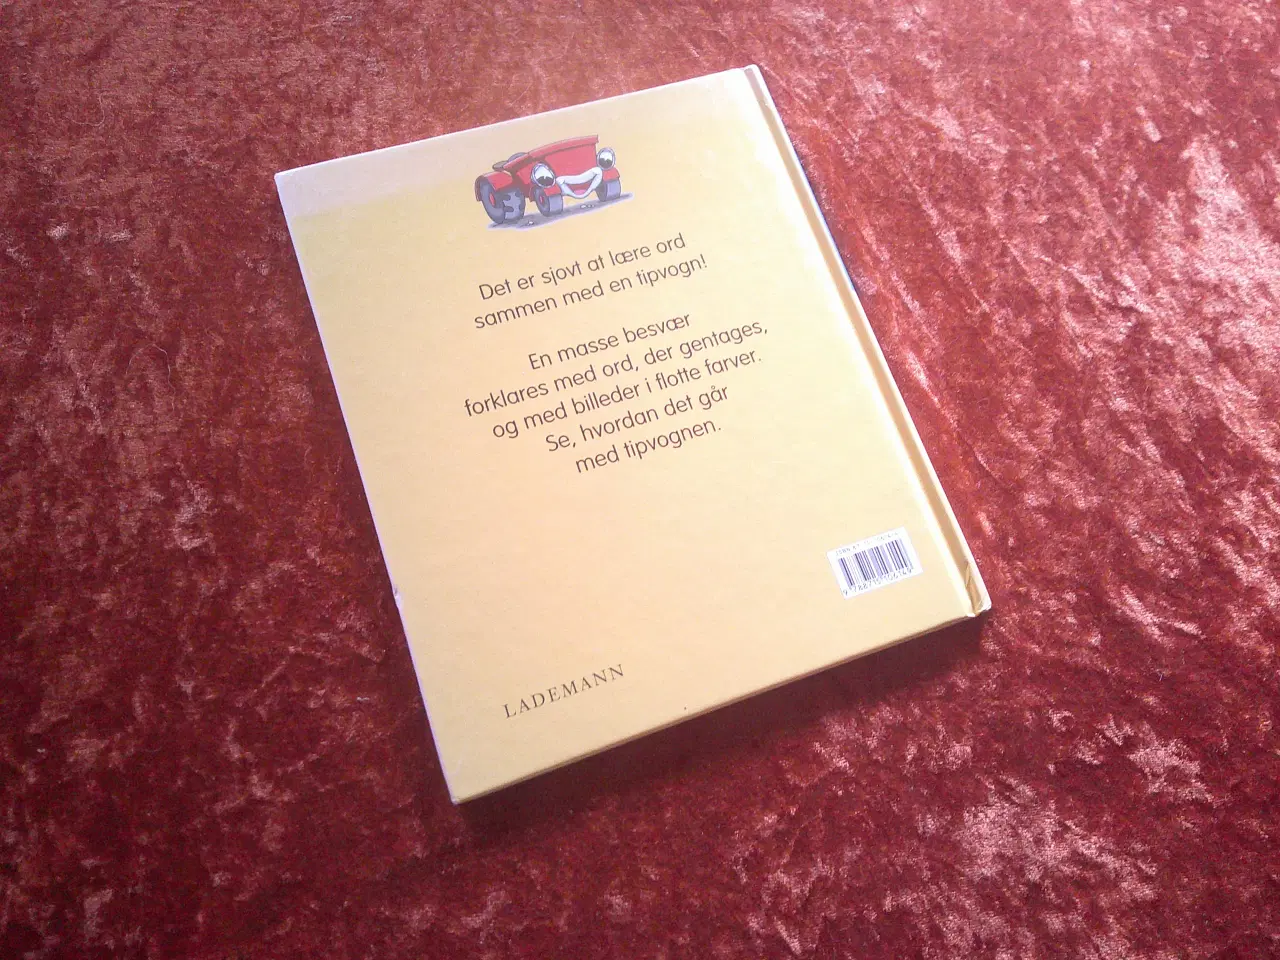 Det er sjovt at lære ord
sammen med en tipvogn!
En masse besvær
forklares med ord, der gentages,
og med billeder i flotte farver.
Se, hvordan det går
med tipvognen.
LADEMANN